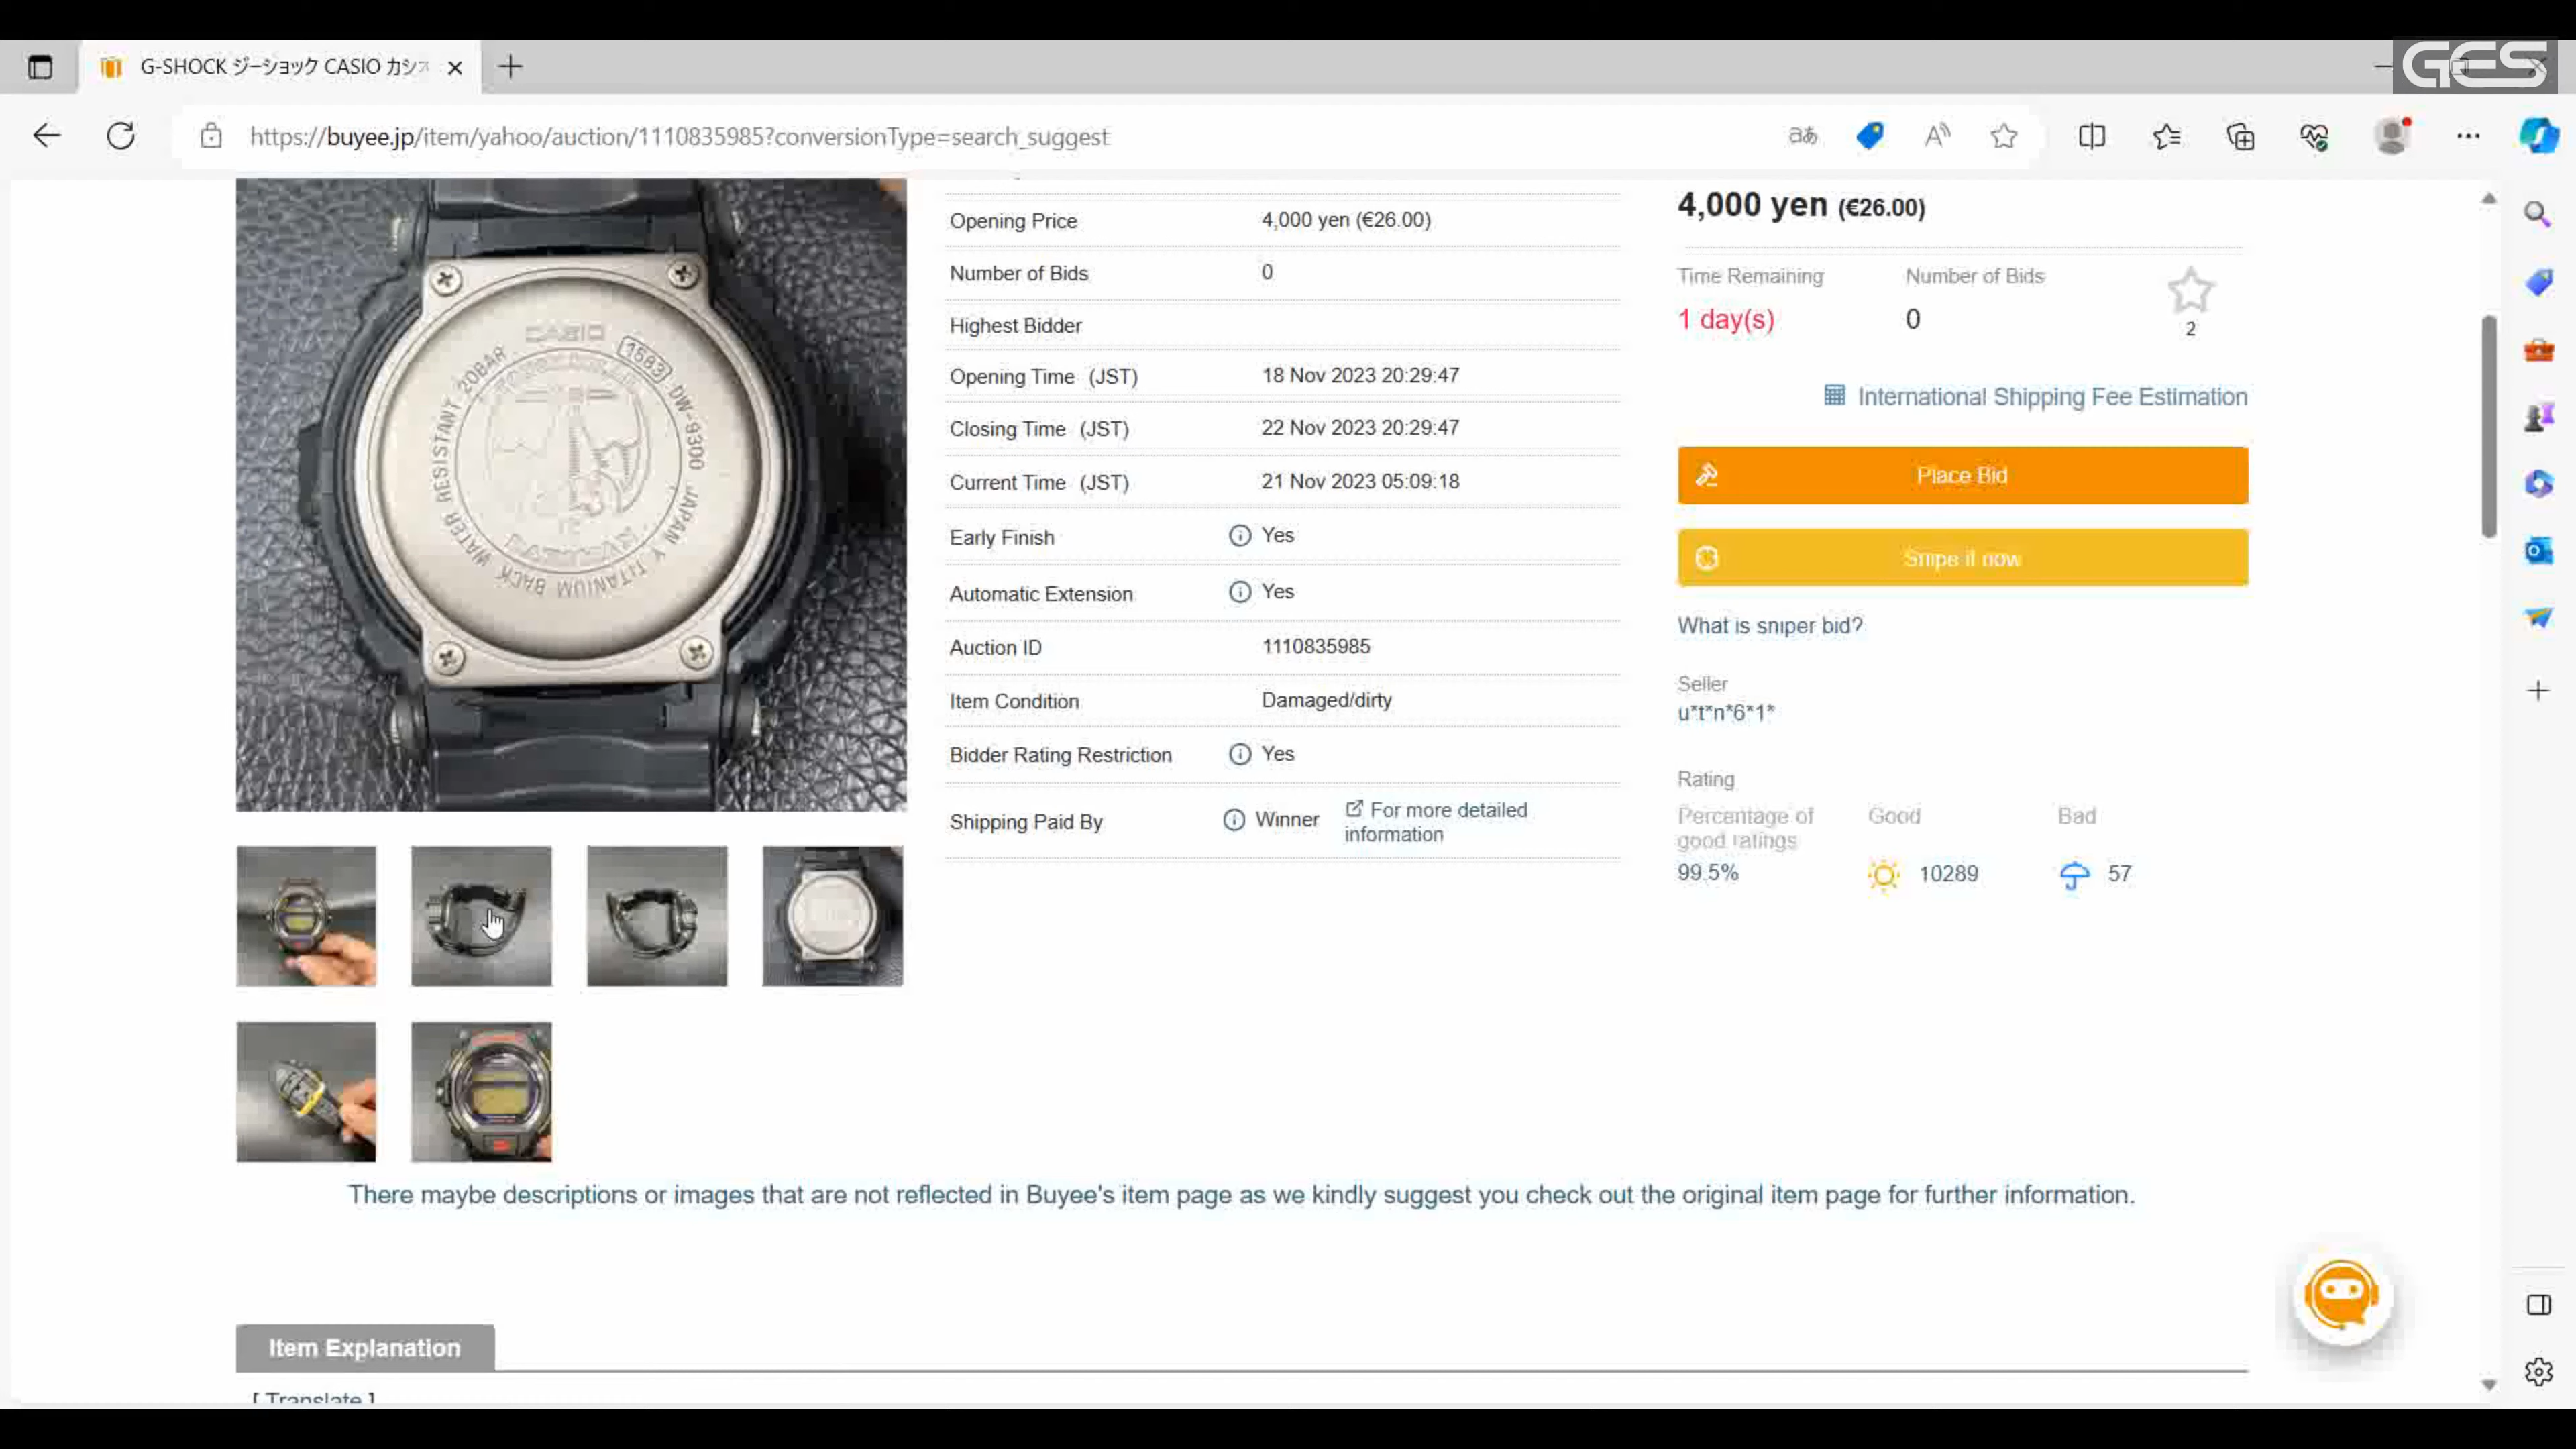 G-SHOCK ジーショック CASIO カシス
GES
https://buyee.jp/item/yahoo/auction/1110835985?conversionType=search_suggest
aあ
CASIO
1583
DW-6300
JAPAN Y
TITANIUM BACK
WATER RESISTANT 20BAR
Opening Price 4,000 yen (€26.00)
Number of Bids 0
Highest Bidder
Opening Time (JST) 18 Nov 2023 20:29:47
Closing Time (JST) 22 Nov 2023 20:29:47
Current Time (JST) 21 Nov 2023 05:09:18
Early Finish Yes
Automatic Extension Yes
Auction ID 1110835985
Item Condition Damaged/dirty
Bidder Rating Restriction Yes
Shipping Paid By Winner For more detailed
information
4,000 yen (€26.00)
Time Remaining Number of Bids
1 day(s) 0 2
International Shipping Fee Estimation
Place Bid
Snipe it now
What is sniper bid?
Seller
u*t*n*6*1*
Rating
Percentage of Good Bad
good ratings
99.5% 10289 57
There maybe descriptions or images that are not reflected in Buyee's item page as we kindly suggest you check out the original item page for further information.
Item Explanation
[ Translate ]